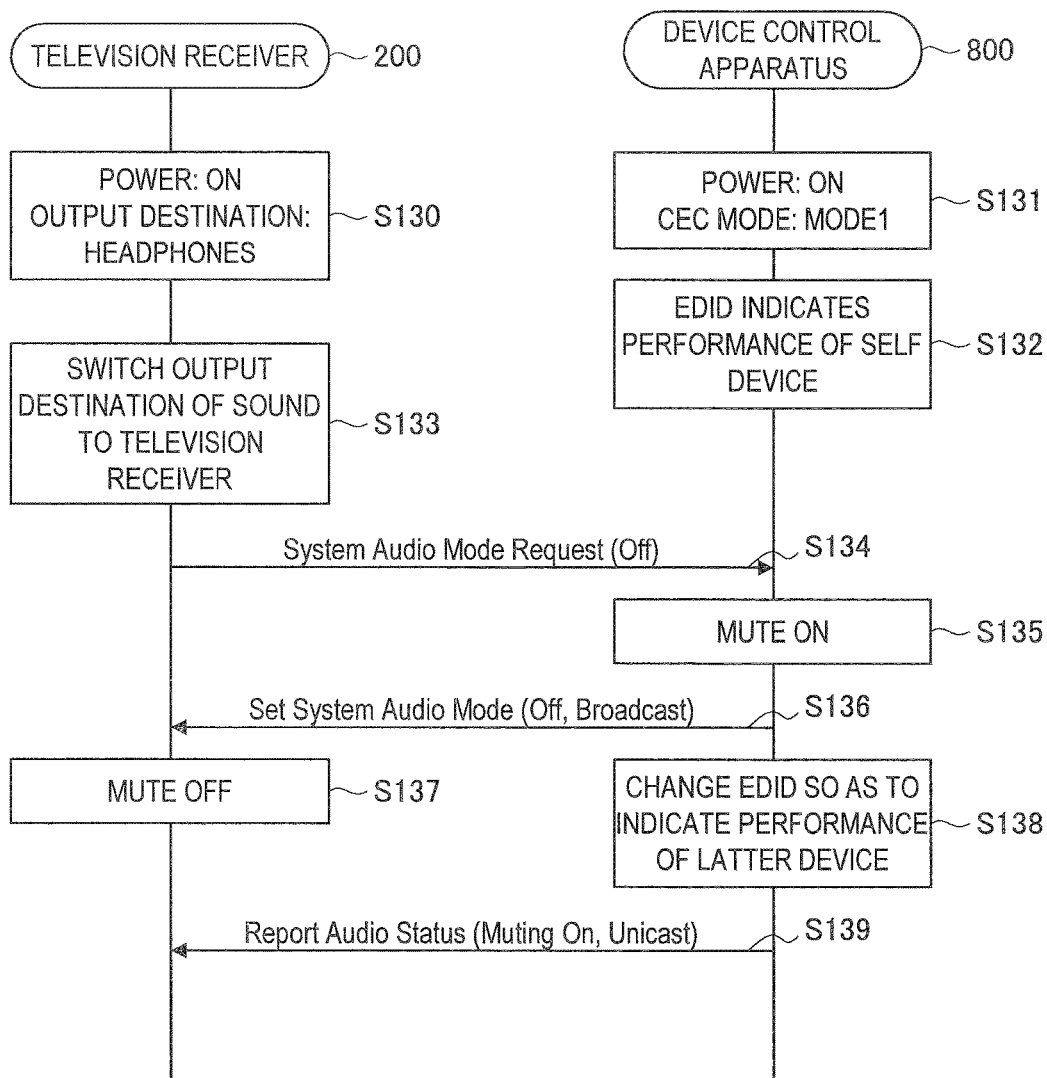 TELEVISION RECEIVER
200
DEVICE CONTROL
APPARATUS
800
POWER: ON
OUTPUT DESTINATION:
HEADPHONES
S130
POWER: ON
CEC MODE: MODE1
S131
EDID INDICATES
PERFORMANCE OF SELF
DEVICE
S132
SWITCH OUTPUT
DESTINATION OF SOUND
TO TELEVISION
RECEIVER
S133
System Audio Mode Request (Off)
S134
MUTE ON
S135
Set System Audio Mode (Off, Broadcast)
S136
MUTE OFF
S137
CHANGE EDID SO AS TO
INDICATE PERFORMANCE
OF LATTER DEVICE
S138
Report Audio Status (Muting On, Unicast)
S139